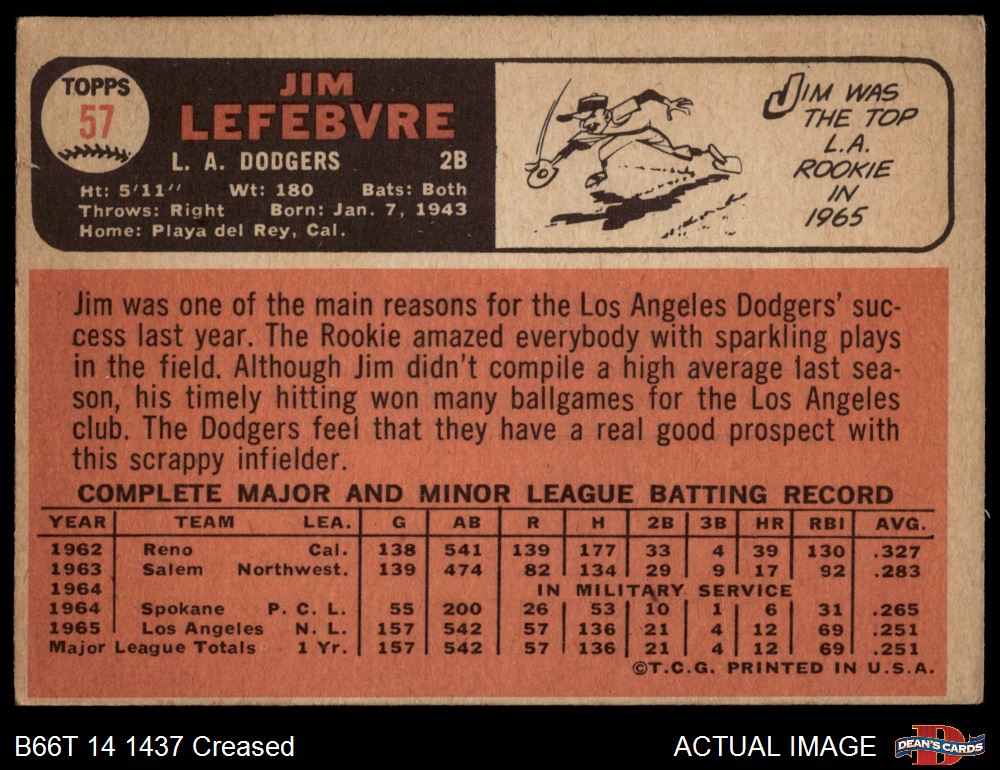 TOPPS
57
JIM
LEFEBVRE
L. A. DODGERS 2B
Ht: 5'11" Wt: 180 Bats: Both
Throws: Right Born: Jan. 7, 1943
Home: Playa del Rey, Cal.
JIM WAS
THE TOP
L.A.
ROOKIE
IN
1965
Jim was one of the main reasons for the Los Angeles Dodgers' suc-
cess last year. The Rookie amazed everybody with sparkling plays
in the field. Although Jim didn't compile a high average last sea-
son, his timely hitting won many ballgames for the Los Angeles
club. The Dodgers feel that they have a real good prospect with
this scrappy infielder.
COMPLETE MAJOR AND MINOR LEAGUE BATTING RECORD
YEAR TEAM LEA. G AB R H 2B 3B HR RBI AVG.
1962 Reno Cal. 138 541 139 177 33 4 39 130 .327
1963 Salem Northwest. 139 474 82 134 29 9 17 92 .283
1964 IN MILITARY SERVICE
1964 Spokane P. C. L. 55 200 26 53 10 1 6 31 .265
1965 Los Angeles N. L. 157 542 57 136 21 4 12 69 .251
Major League Totals 1 Yr. 157 542 57 136 21 4 12 69 .251
©T.C.G. PRINTED IN U.S.A.
B66T 14 1437 Creased
ACTUAL IMAGE
DEAN'S CARDS